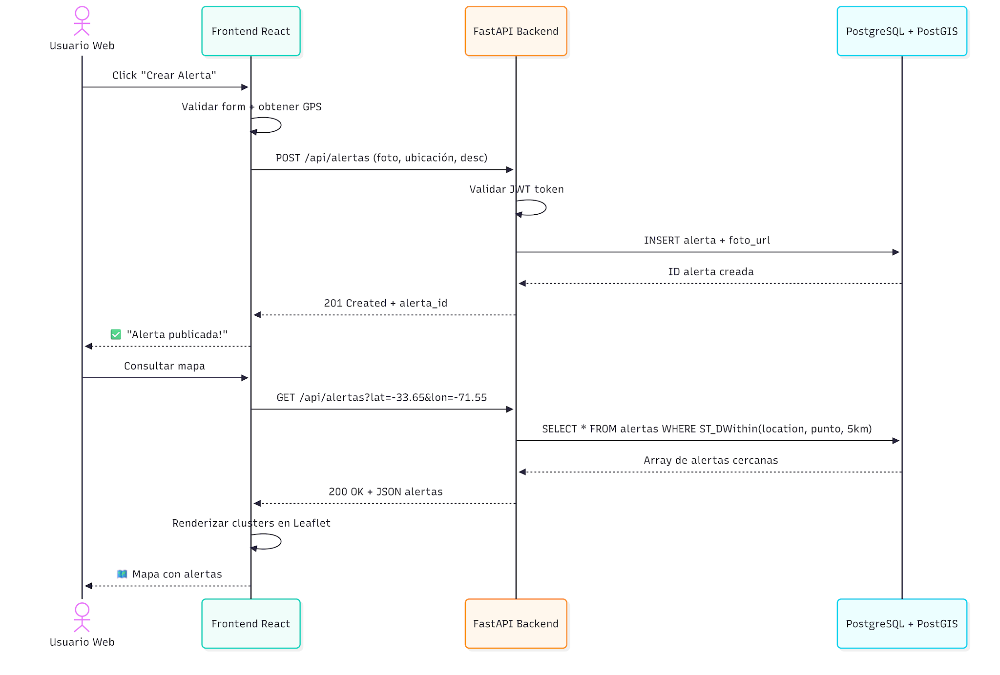 Usuario Web
Frontend React
FastAPI Backend
PostgreSQL + PostGIS
Click "Crear Alerta"
Validar form + obtener GPS
POST /api/alertas (foto, ubicación, desc)
Validar JWT token
INSERT alerta + foto_url
ID alerta creada
201 Created + alerta_id
✅ "Alerta publicada!"
Consultar mapa
GET /api/alertas?lat=-33.65&lon=-71.55
SELECT * FROM alertas WHERE ST_DWithin(location, punto, 5km)
Array de alertas cercanas
200 OK + JSON alertas
Renderizar clusters en Leaflet
🗺️ Mapa con alertas
Usuario Web
Frontend React
FastAPI Backend
PostgreSQL + PostGIS